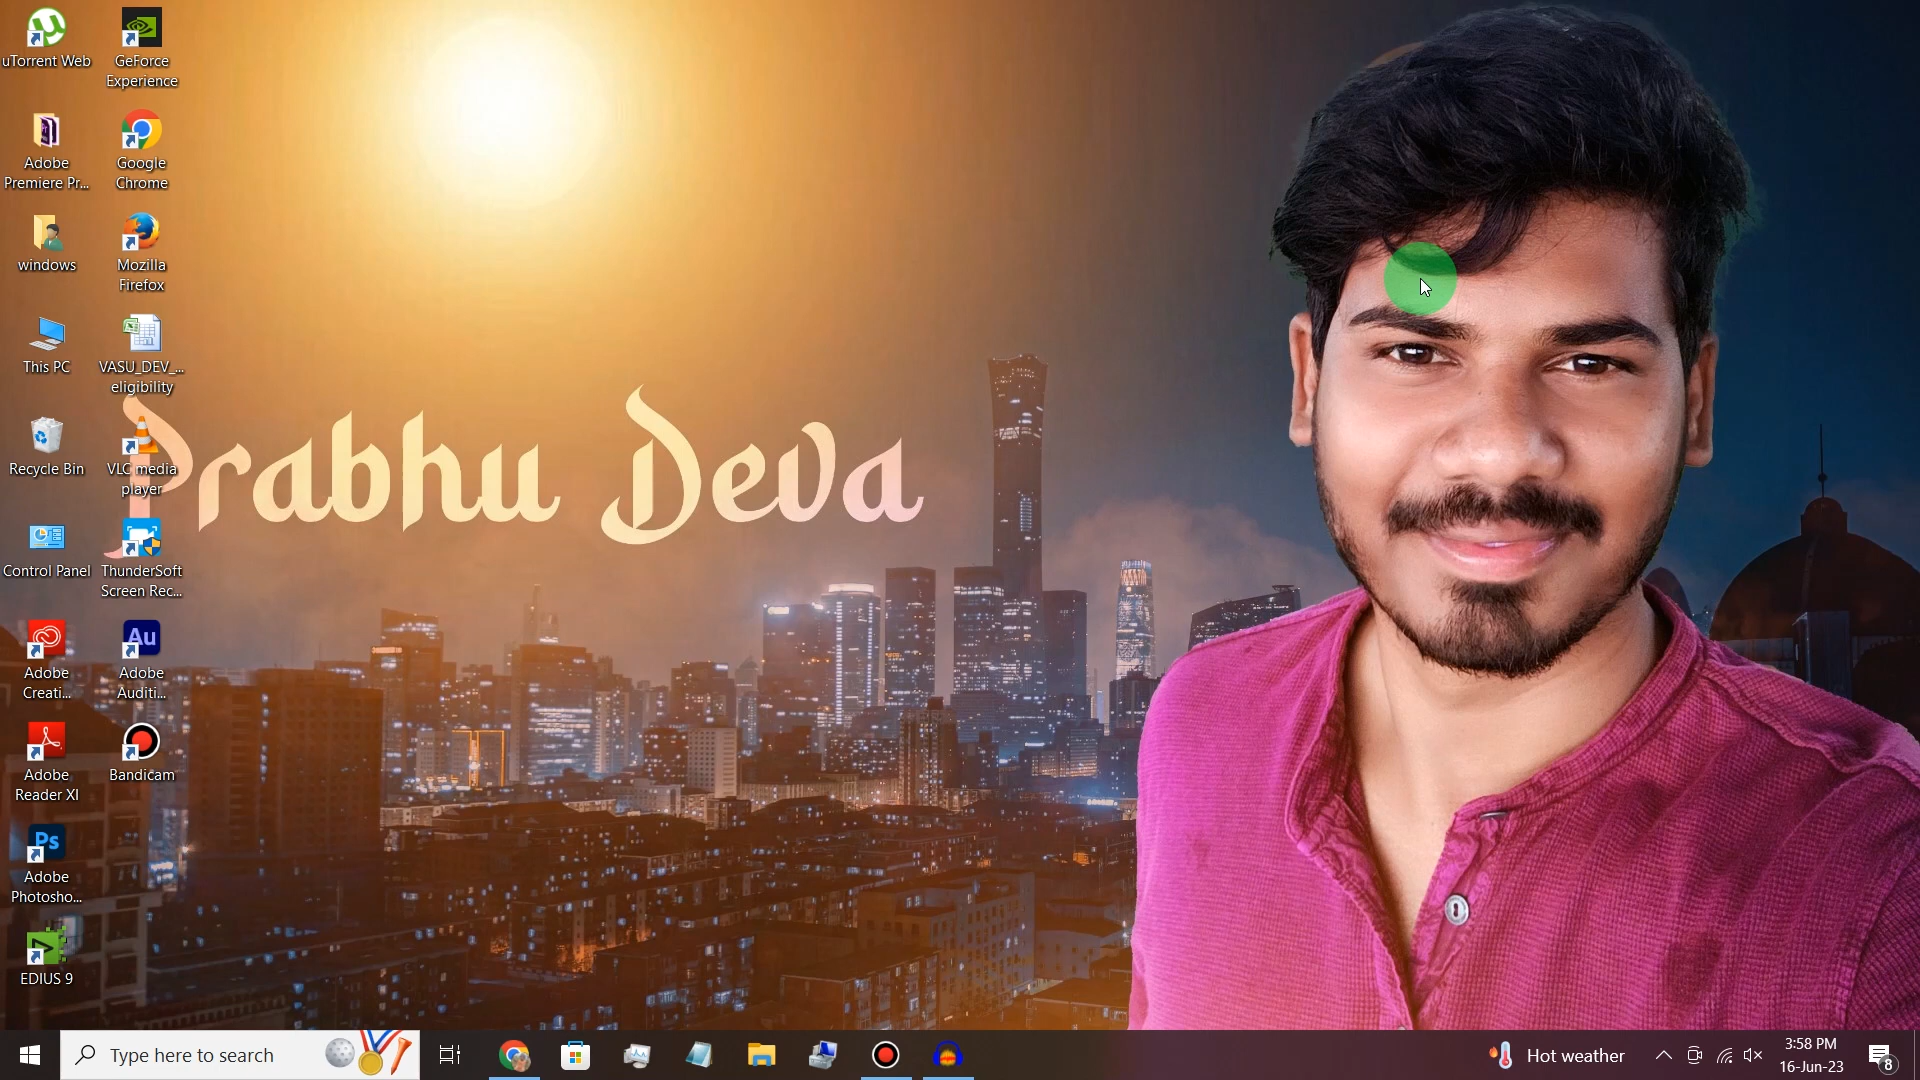 uTorrent Web
GeForce
Experience
Adobe
Premiere Pr...
Google
Chrome
windows
Mozilla
Firefox
This PC
VASU_DEV_...
eligibility
Recycle Bin
VLC media
player
Prabhu Deva
Control Panel
ThunderSoft
Screen Rec...
Adobe
Creati...
Au
Adobe
Auditi...
Adobe
Reader XI
Bandicam
Ps
Adobe
Photosho...
EDIUS 9
Type here to search
Hot weather
3:58 PM
16-Jun-23
8